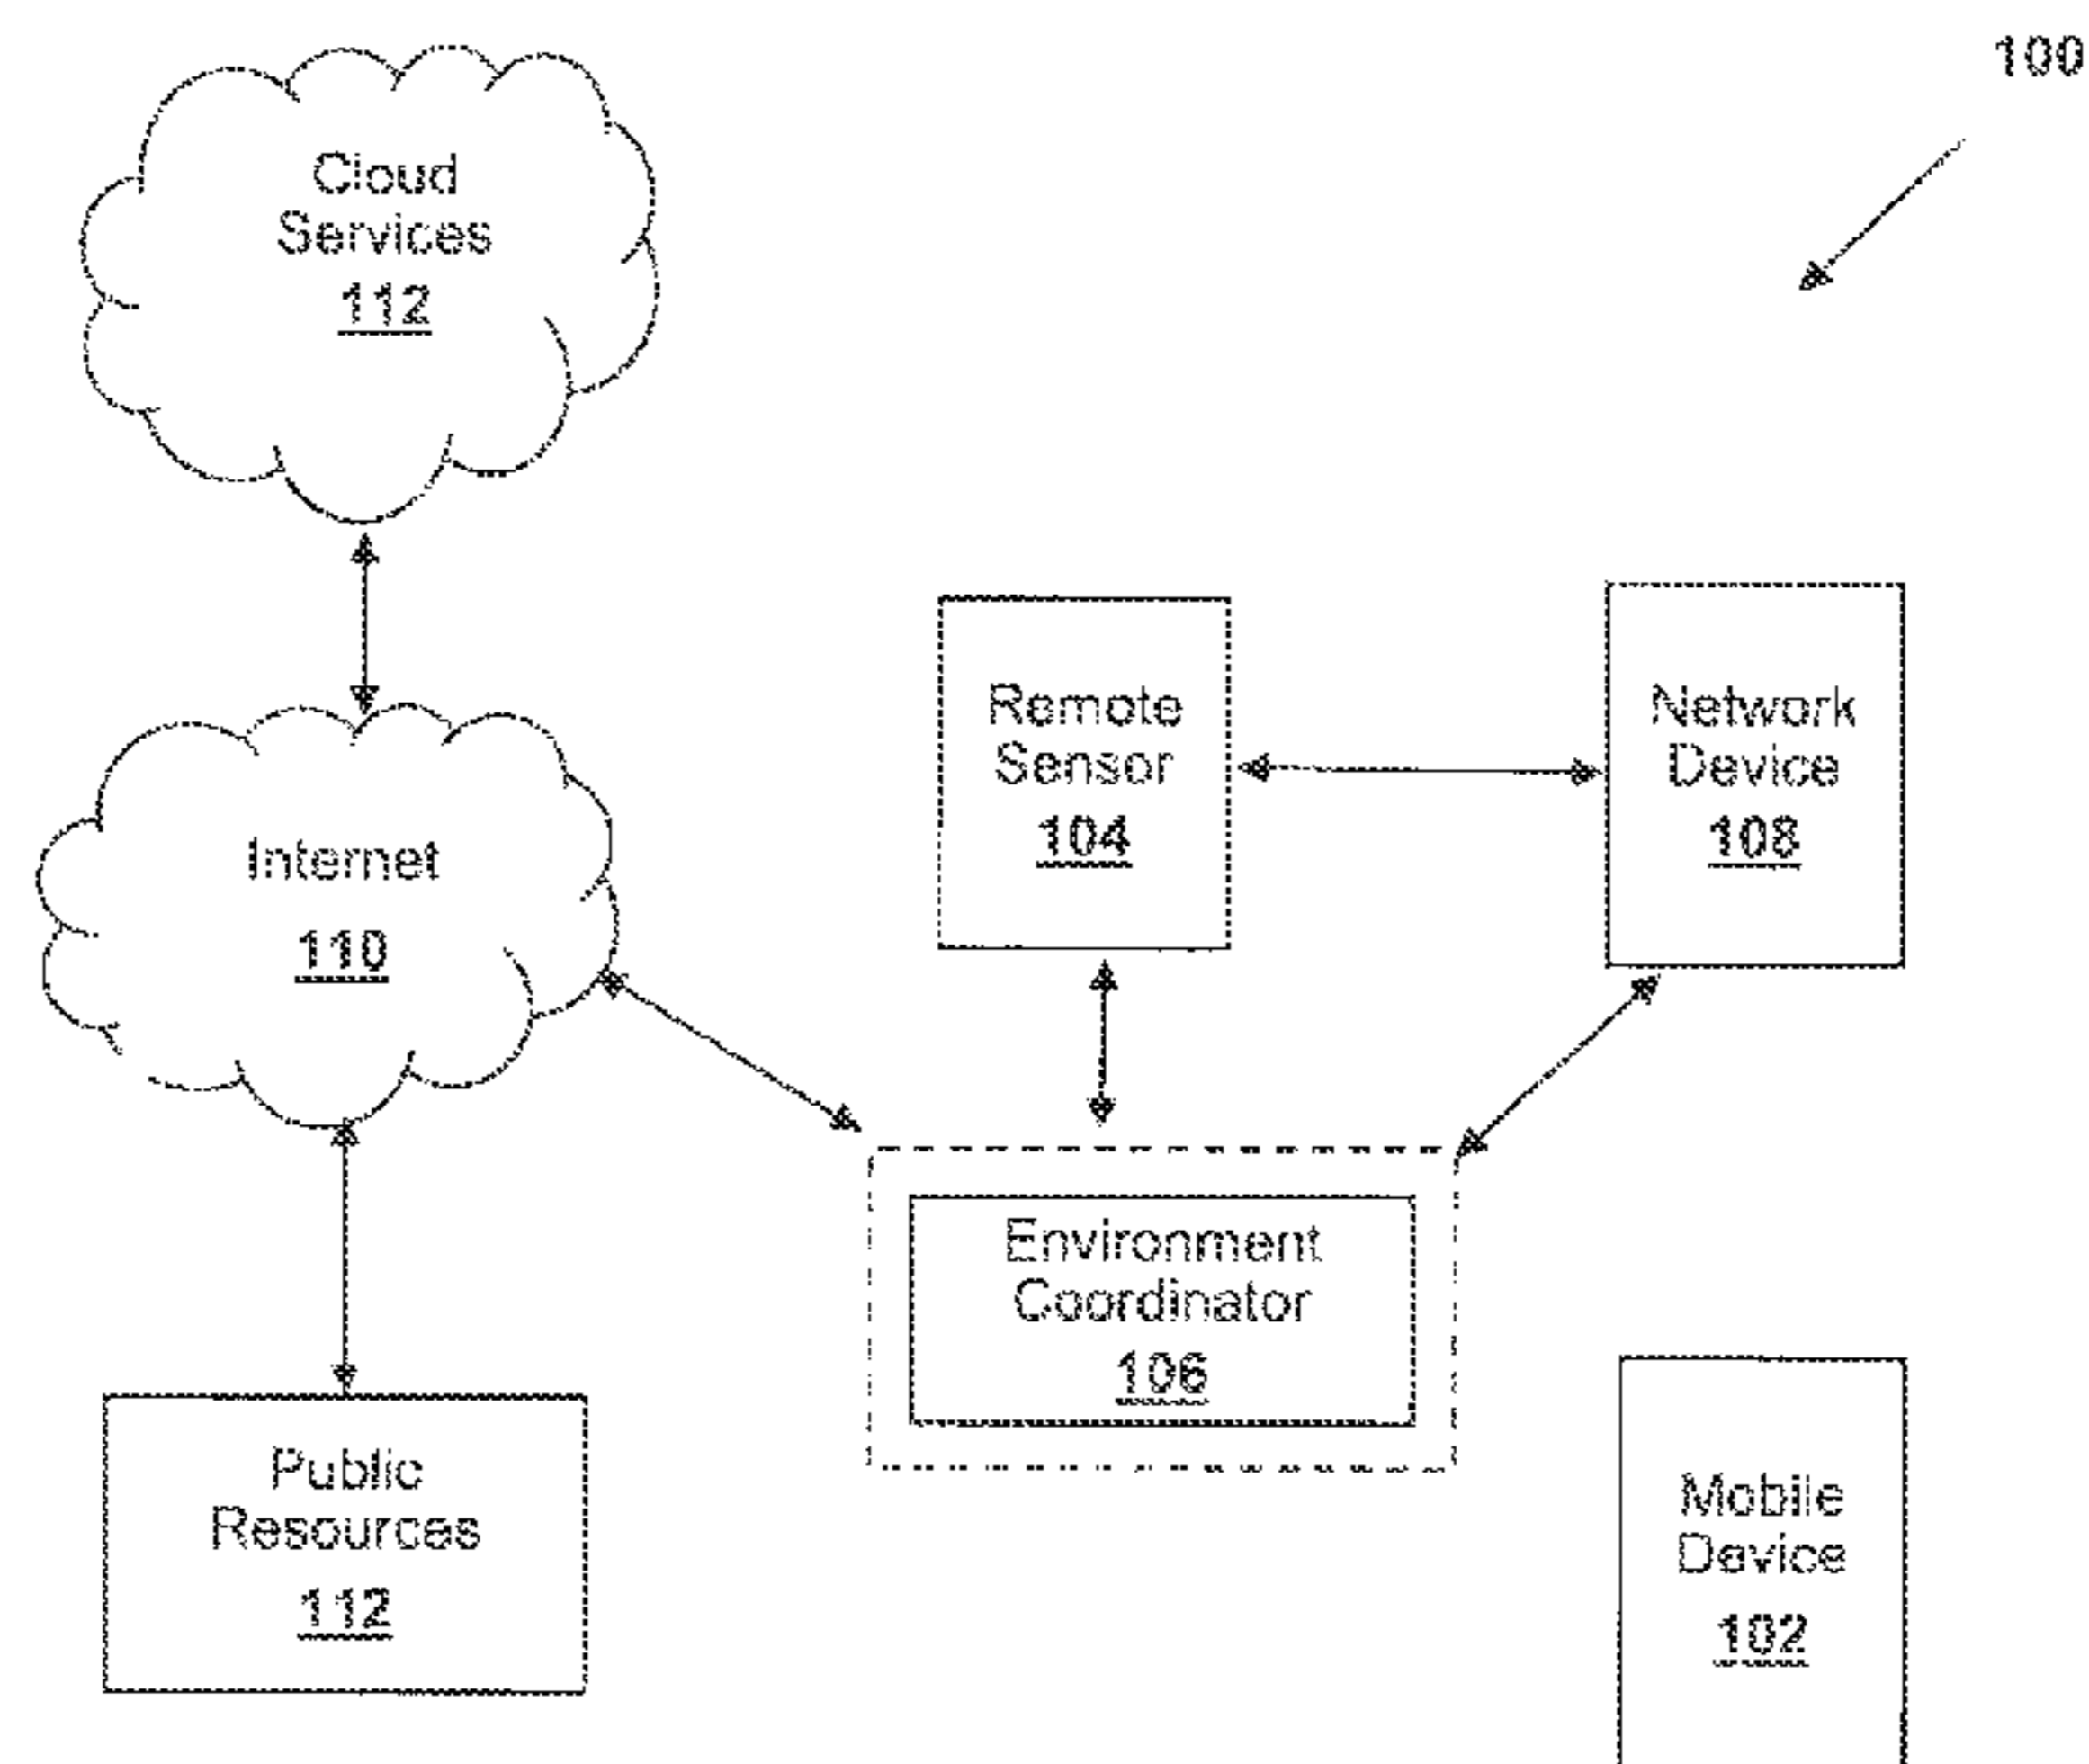 100
Cloud
Services
112
Remote
Sensor
104
Network
Device
108
Internet
110
Environment
Coordinator
106
Public
Resources
112
Mobile
Device
102